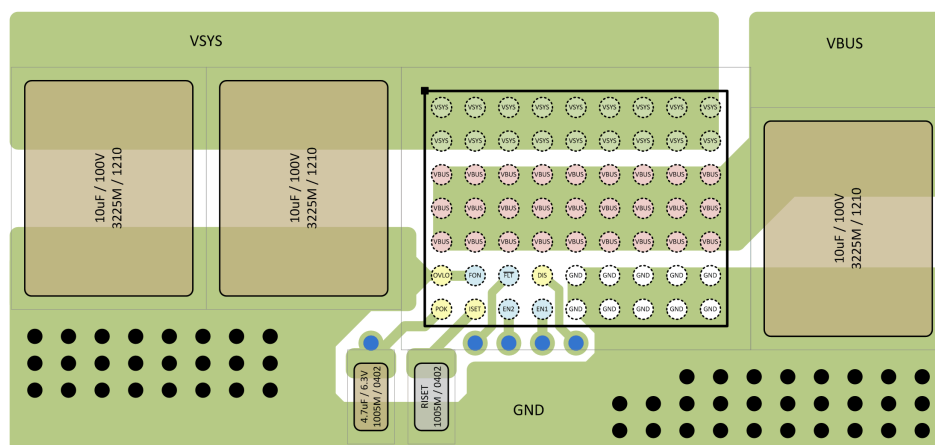 VSYS
VBUS
10uF / 100V
3225M / 1210
10uF / 100V
3225M / 1210
10uF / 100V
3225M / 1210
VSYS VSYS VSYS VSYS VSYS VSYS VSYS VSYS VSYS
VSYS VSYS VSYS VSYS VSYS VSYS VSYS VSYS VSYS
VBUS VBUS VBUS VBUS VBUS VBUS VBUS VBUS VBUS
VBUS VBUS VBUS VBUS VBUS VBUS VBUS VBUS VBUS
VBUS VBUS VBUS VBUS VBUS VBUS VBUS VBUS VBUS
OVLO FON FLT DIS GND GND GND GND GND
POK ISET EN2 EN1 GND GND GND GND GND
4.7uF / 6.3V
1005M / 0402
RISET
1005M / 0402
GND